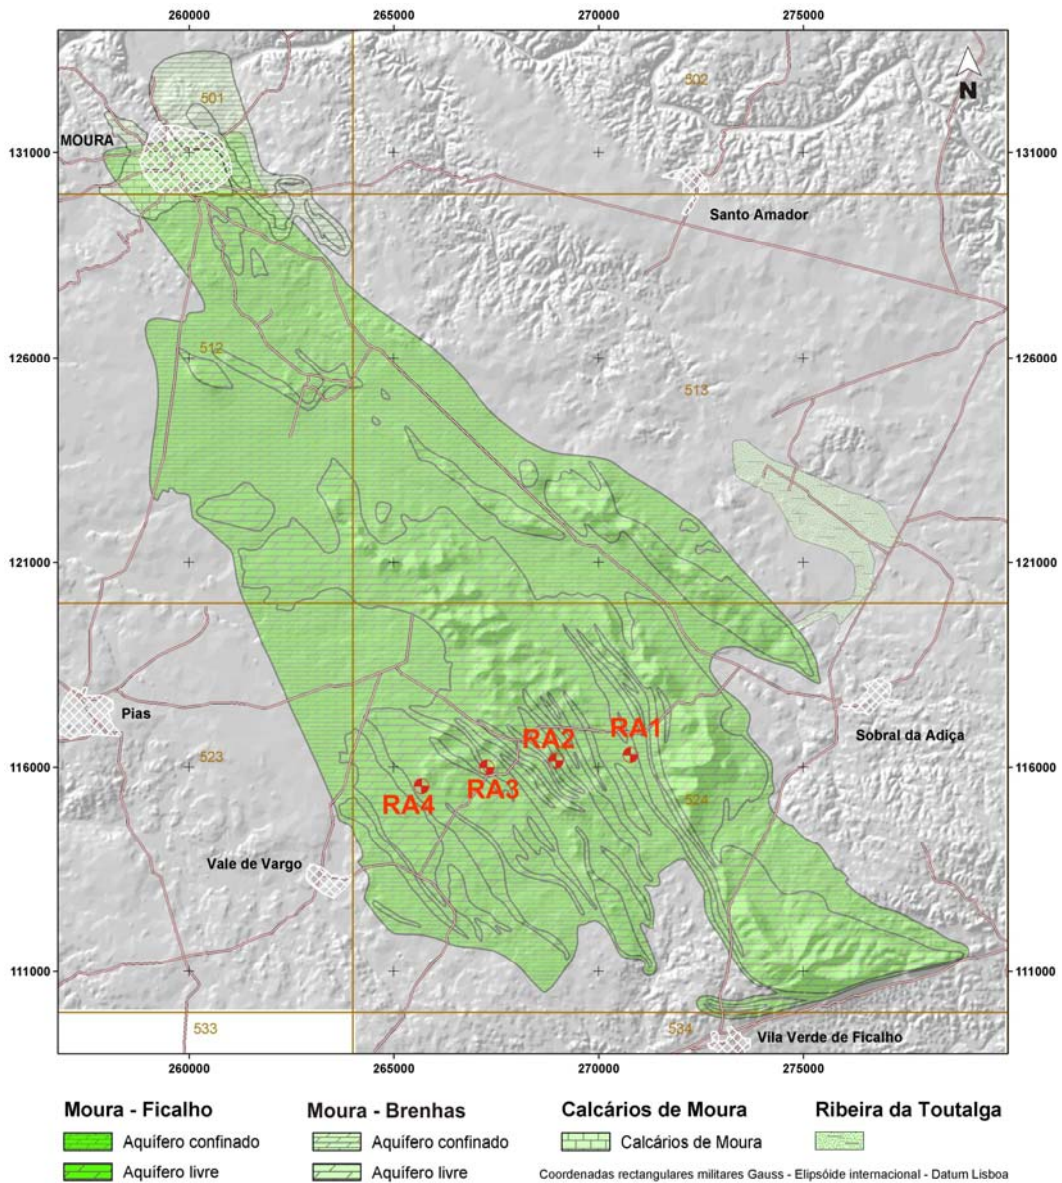 260000 265000 270000 275000
501
502
N
MOURA
131000 131000
Santo Amador
126000 126000
512
513
121000 121000
Pias
Sobral da Adiça
RA1
RA2
523
116000 116000
RA3
524
RA4
Vale de Vargo
111000 111000
533
534
Vila Verde de Ficalho
260000 265000 270000 275000
Moura - Ficalho
Aquífero confinado
Aquífero livre
Moura - Brenhas
Aquífero confinado
Aquífero livre
Calcários de Moura
Calcários de Moura
Ribeira da Toutalga
Coordenadas rectangulares militares Gauss - Elipsóide internacional - Datum Lisboa